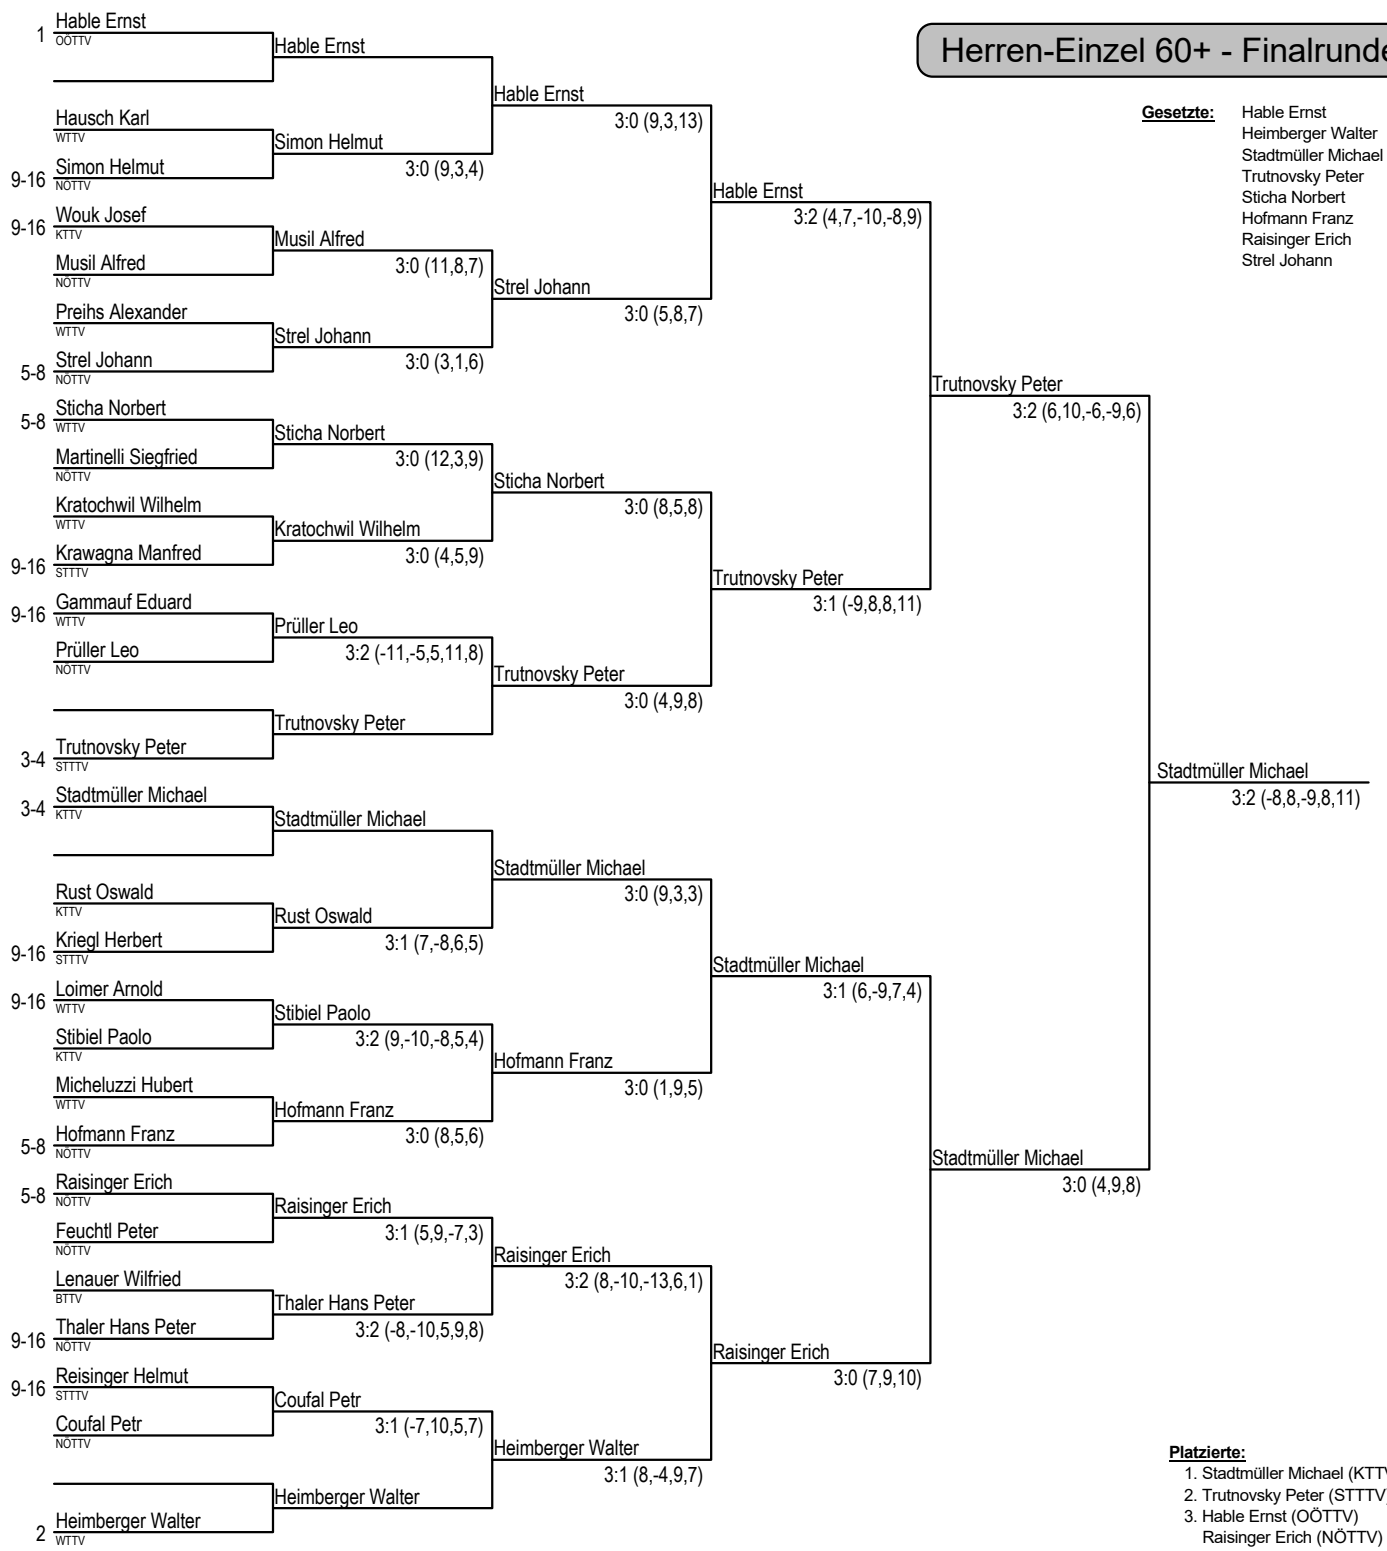 Herren-Einzel 60+ - Finalrunde
Gesetzte:
Hable Ernst
Heimberger Walter
Stadtmüller Michael
Trutnovsky Peter
Sticha Norbert
Hofmann Franz
Raisinger Erich
Strel Johann
1 Hable Ernst
OÖTTV
Hausch Karl
WTTV
9-16 Simon Helmut
NÖTTV
9-16 Wouk Josef
KTTV
Musil Alfred
NÖTTV
Preihs Alexander
WTTV
5-8 Strel Johann
NÖTTV
5-8 Sticha Norbert
WTTV
Martinelli Siegfried
NÖTTV
Kratochwil Wilhelm
WTTV
9-16 Krawagna Manfred
STTTV
9-16 Gammauf Eduard
WTTV
Prüller Leo
NÖTTV
3-4 Trutnovsky Peter
STTTV
3-4 Stadtmüller Michael
KTTV
Rust Oswald
KTTV
9-16 Kriegl Herbert
STTTV
9-16 Loimer Arnold
WTTV
Stibiel Paolo
KTTV
Micheluzzi Hubert
WTTV
5-8 Hofmann Franz
NÖTTV
5-8 Raisinger Erich
NÖTTV
Feuchtl Peter
NÖTTV
Lenauer Wilfried
BTTV
9-16 Thaler Hans Peter
NÖTTV
9-16 Reisinger Helmut
STTTV
Coufal Petr
NÖTTV
2 Heimberger Walter
WTTV
Hable Ernst
Simon Helmut
3:0 (9,3,4)
Musil Alfred
3:0 (11,8,7)
Strel Johann
3:0 (3,1,6)
Sticha Norbert
3:0 (12,3,9)
Kratochwil Wilhelm
3:0 (4,5,9)
Prüller Leo
3:2 (-11,-5,5,11,8)
Trutnovsky Peter
Stadtmüller Michael
Rust Oswald
3:1 (7,-8,6,5)
Stibiel Paolo
3:2 (9,-10,-8,5,4)
Hofmann Franz
3:0 (8,5,6)
Raisinger Erich
3:1 (5,9,-7,3)
Thaler Hans Peter
3:2 (-8,-10,5,9,8)
Coufal Petr
3:1 (-7,10,5,7)
Heimberger Walter
Hable Ernst
3:0 (9,3,13)
Strel Johann
3:0 (5,8,7)
Sticha Norbert
3:0 (8,5,8)
Trutnovsky Peter
3:0 (4,9,8)
Stadtmüller Michael
3:0 (9,3,3)
Hofmann Franz
3:0 (1,9,5)
Raisinger Erich
3:2 (8,-10,-13,6,1)
Heimberger Walter
3:1 (8,-4,9,7)
Hable Ernst
3:2 (4,7,-10,-8,9)
Trutnovsky Peter
3:1 (-9,8,8,11)
Stadtmüller Michael
3:1 (6,-9,7,4)
Raisinger Erich
3:0 (7,9,10)
Trutnovsky Peter
3:2 (6,10,-6,-9,6)
Stadtmüller Michael
3:0 (4,9,8)
Stadtmüller Michael
3:2 (-8,8,-9,8,11)
Platzierte:
1. Stadtmüller Michael (KTTV
2. Trutnovsky Peter (STTTV)
3. Hable Ernst (OÖTTV)
Raisinger Erich (NÖTTV)